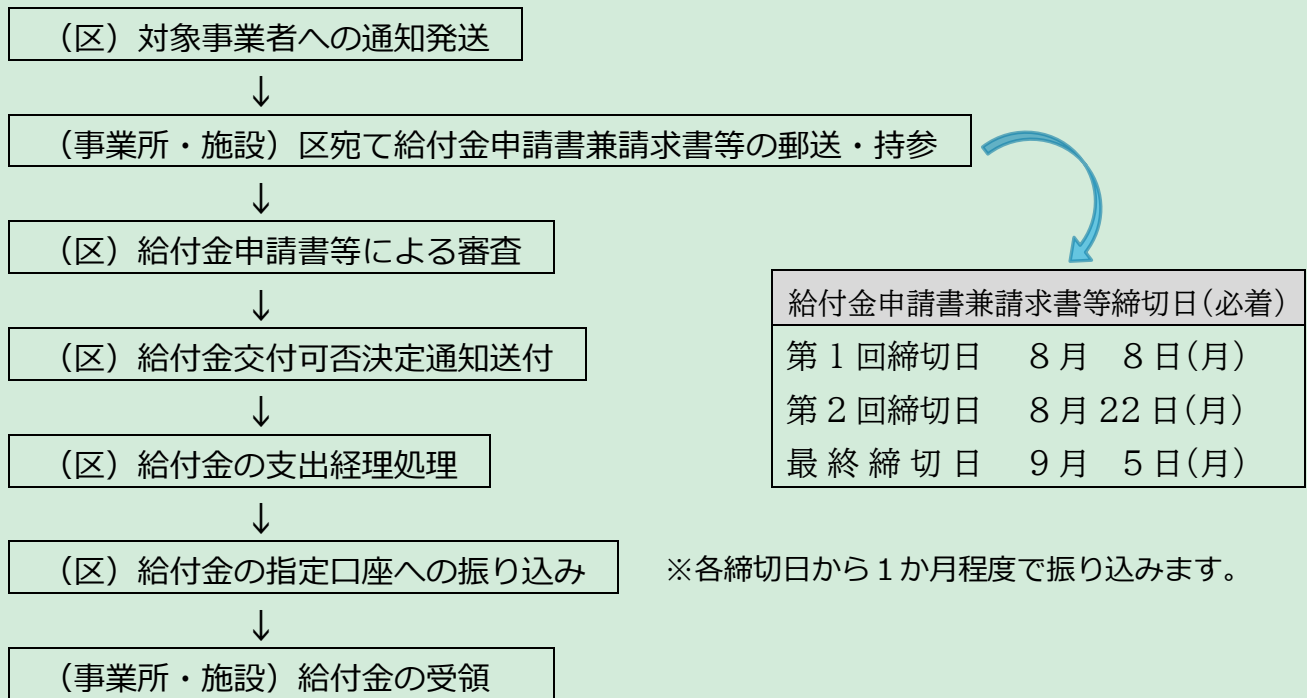 （区）対象事業者への通知発送
↓
（事業所・施設）区宛て給付金申請書兼請求書等の郵送・持参
↓
（区）給付金申請書等による審査
↓
（区）給付金交付可否決定通知送付
↓
（区）給付金の支出経理処理
↓
（区）給付金の指定口座への振り込み
↓
（事業所・施設）給付金の受領
給付金申請書兼請求書等締切日(必着)
第１回締切日　８月　８日(月)
第２回締切日　８月22日(月)
最 終 締 切 日　９月　５日(月)
※各締切日から１か月程度で振り込みます。